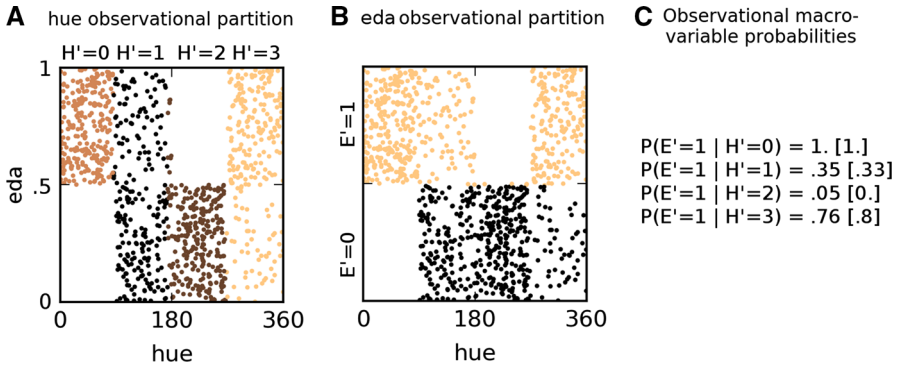 A hue observational partition
H'=0 H'=1 H'=2 H'=3
1
.5
0
eda
0 180 360
hue
B eda observational partition
E'=1
E'=0
0 180 360
hue
C Observational macro-
variable probabilities
P(E'=1 | H'=0) = 1. [1.]
P(E'=1 | H'=1) = .35 [.33]
P(E'=1 | H'=2) = .05 [0.]
P(E'=1 | H'=3) = .76 [.8]